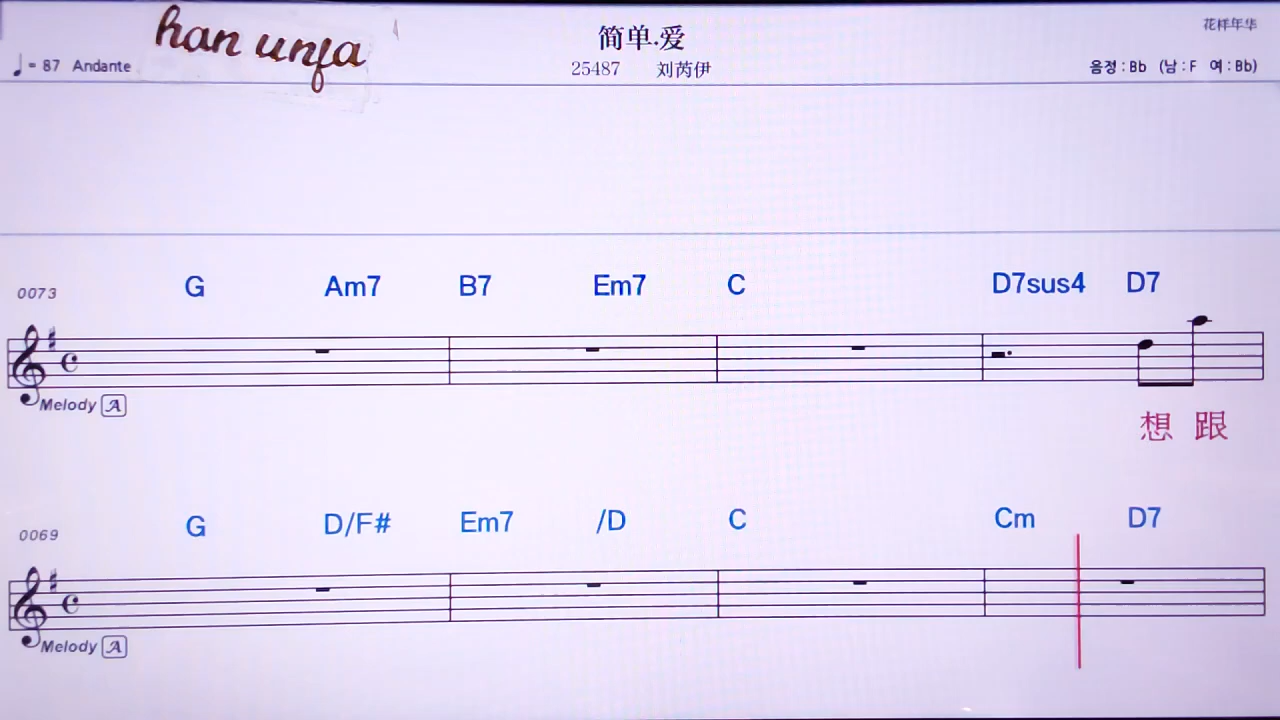 han unfa
简单.爱
花样年华
♩= 87 Andante
25487 刘芮伊
음정 : Bb (남 : F 여 : Bb)
G Am7 B7 Em7 C D7sus4 D7
0073
Melody A
想 跟
G D/F# Em7 /D C Cm D7
0069
Melody A